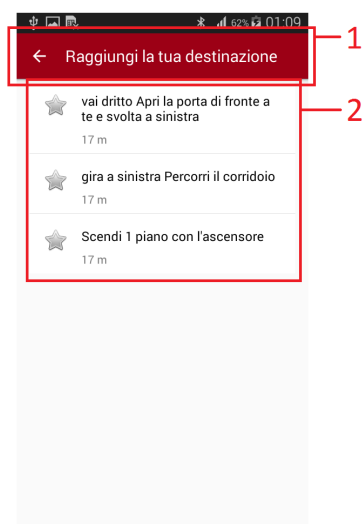 62% 01:09
1
Raggiungi la tua destinazione
2
vai dritto Apri la porta di fronte a
te e svolta a sinistra
17 m
gira a sinistra Percorri il corridoio
17 m
Scendi 1 piano con l'ascensore
17 m